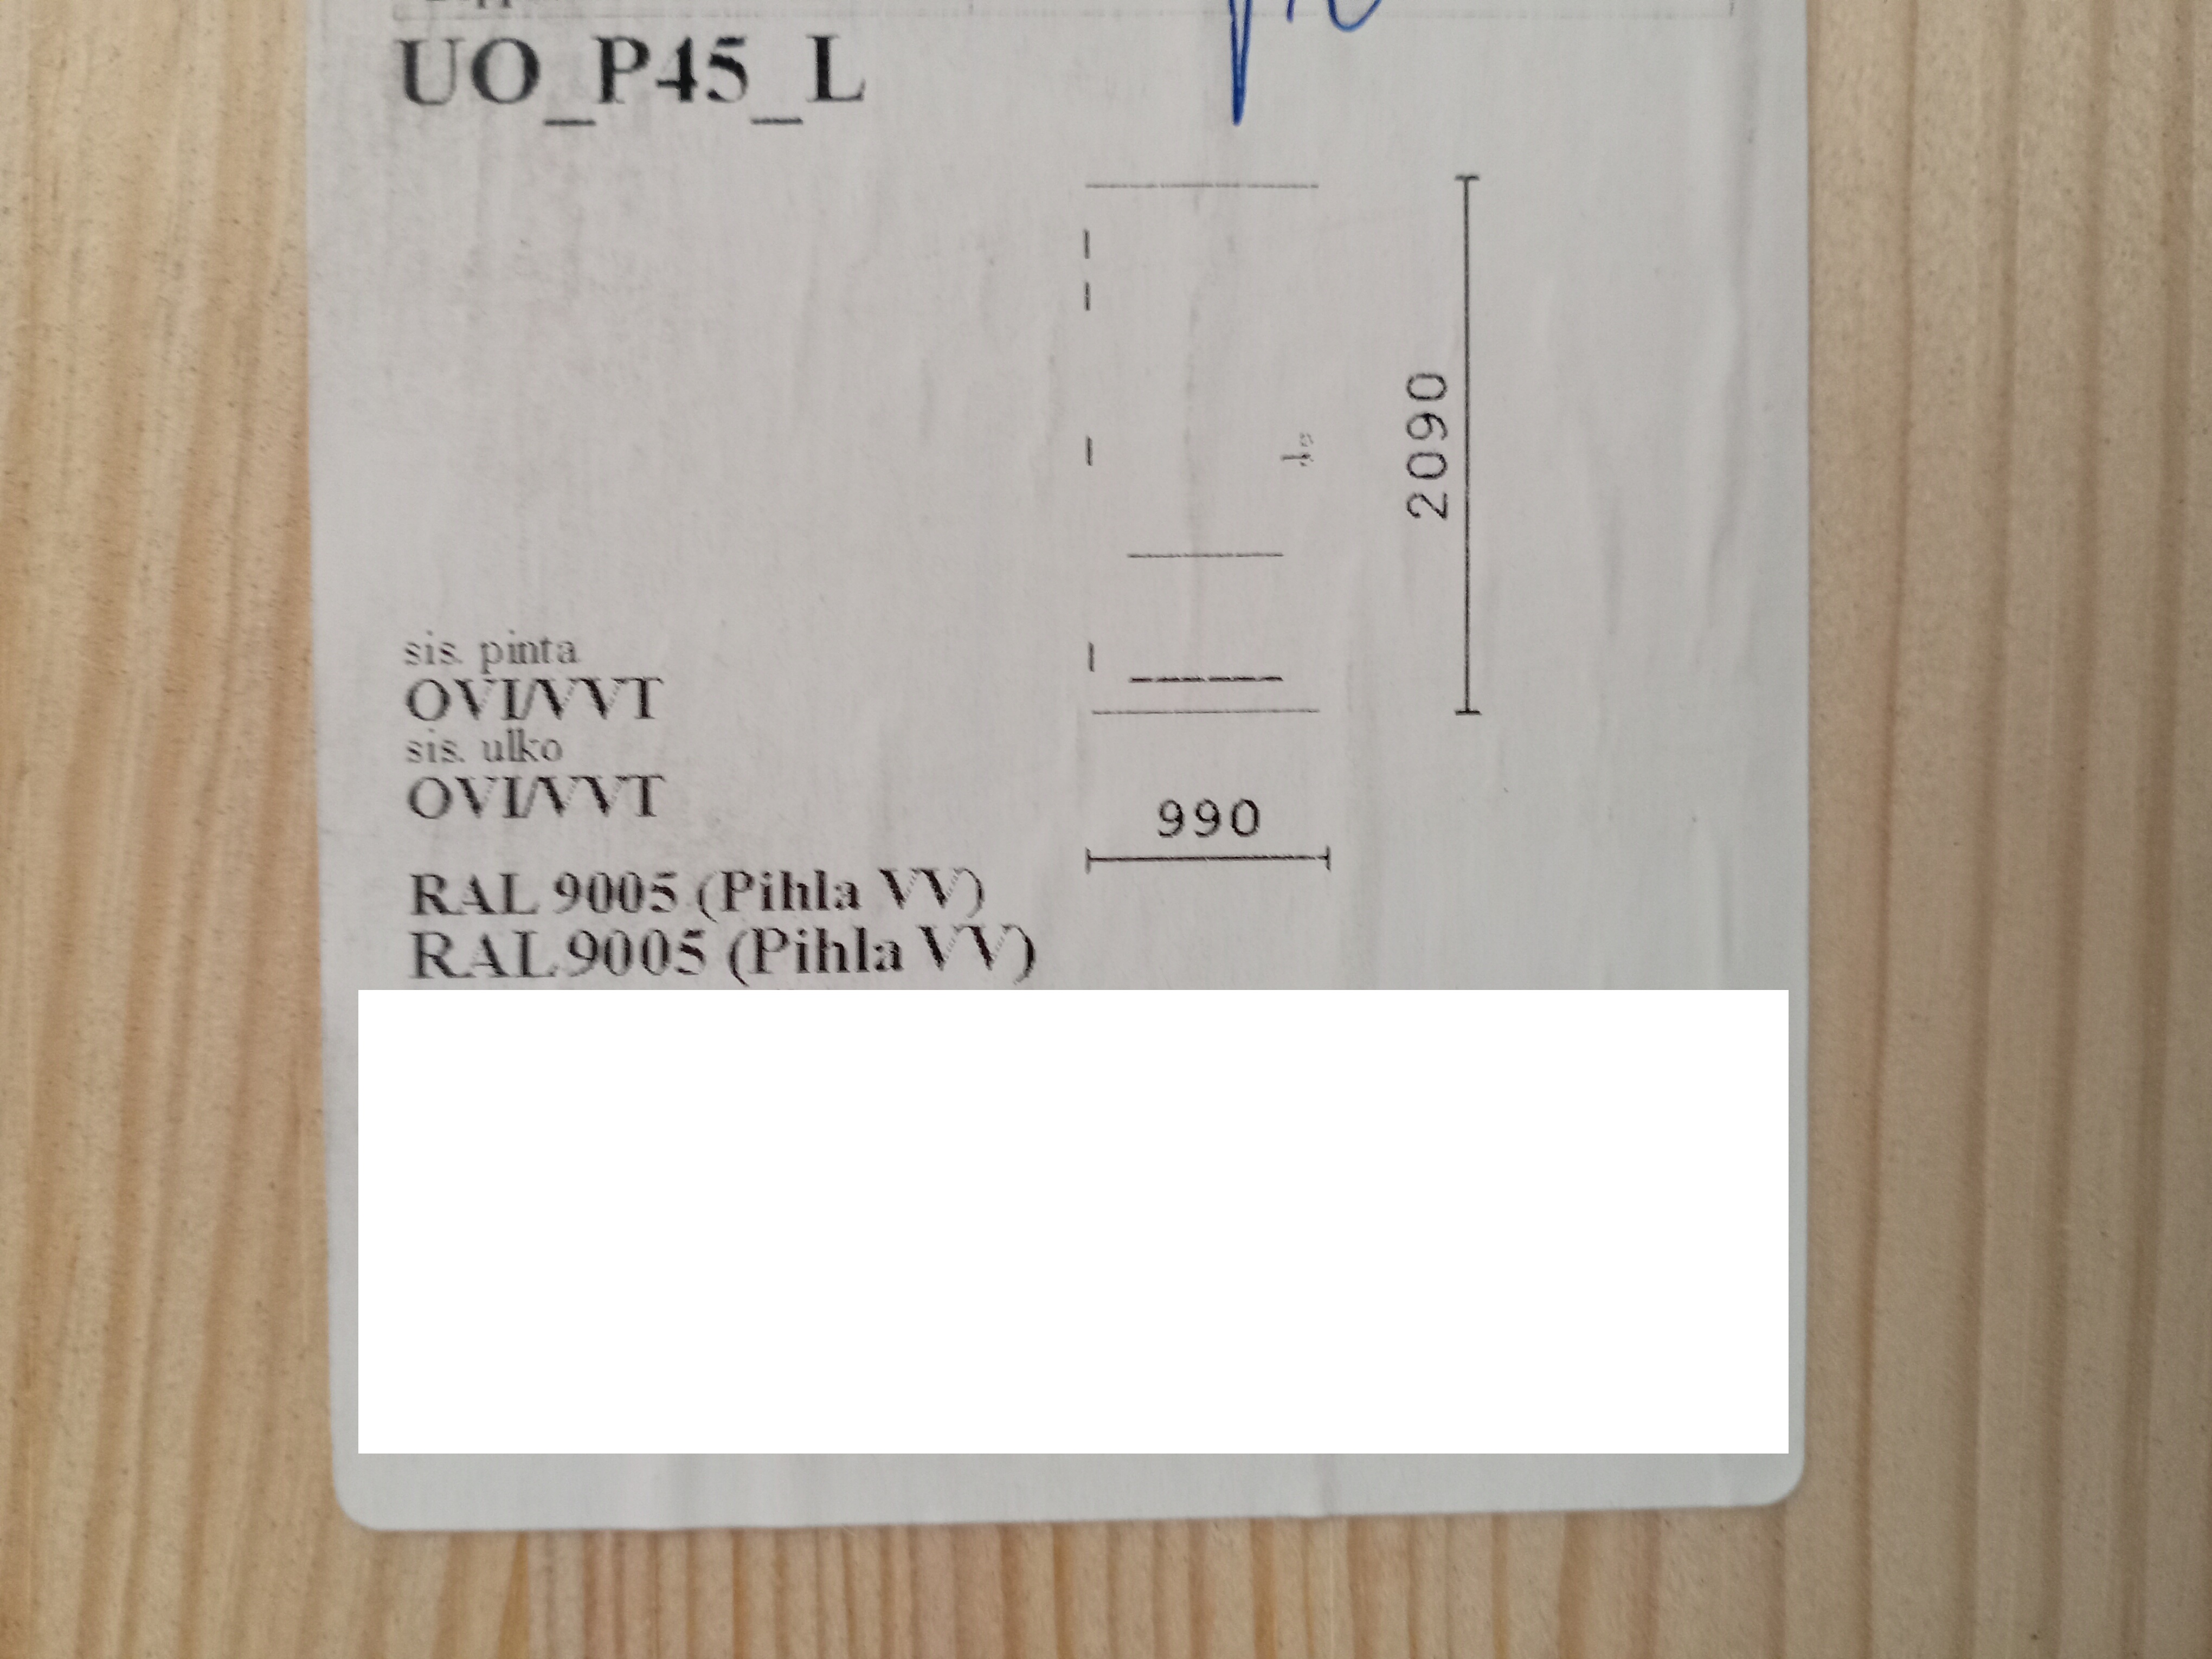 UO_P45_L
2090
sis. pinta
OVI/VVT
sis. ulko
OVI/VVT
990
RAL 9005 (Pihla VV)
RAL 9005 (Pihla VV)